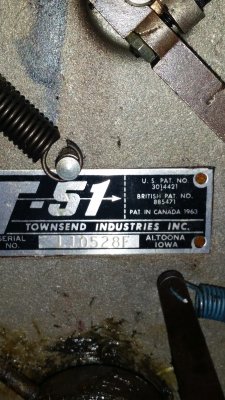 T-51
U.S. PAT. NO.
3014421
BRITISH PAT. NO.
885471
PAT. IN CANADA 1963
TOWNSEND INDUSTRIES INC.
SERIAL
NO.
ALTOONA
IOWA